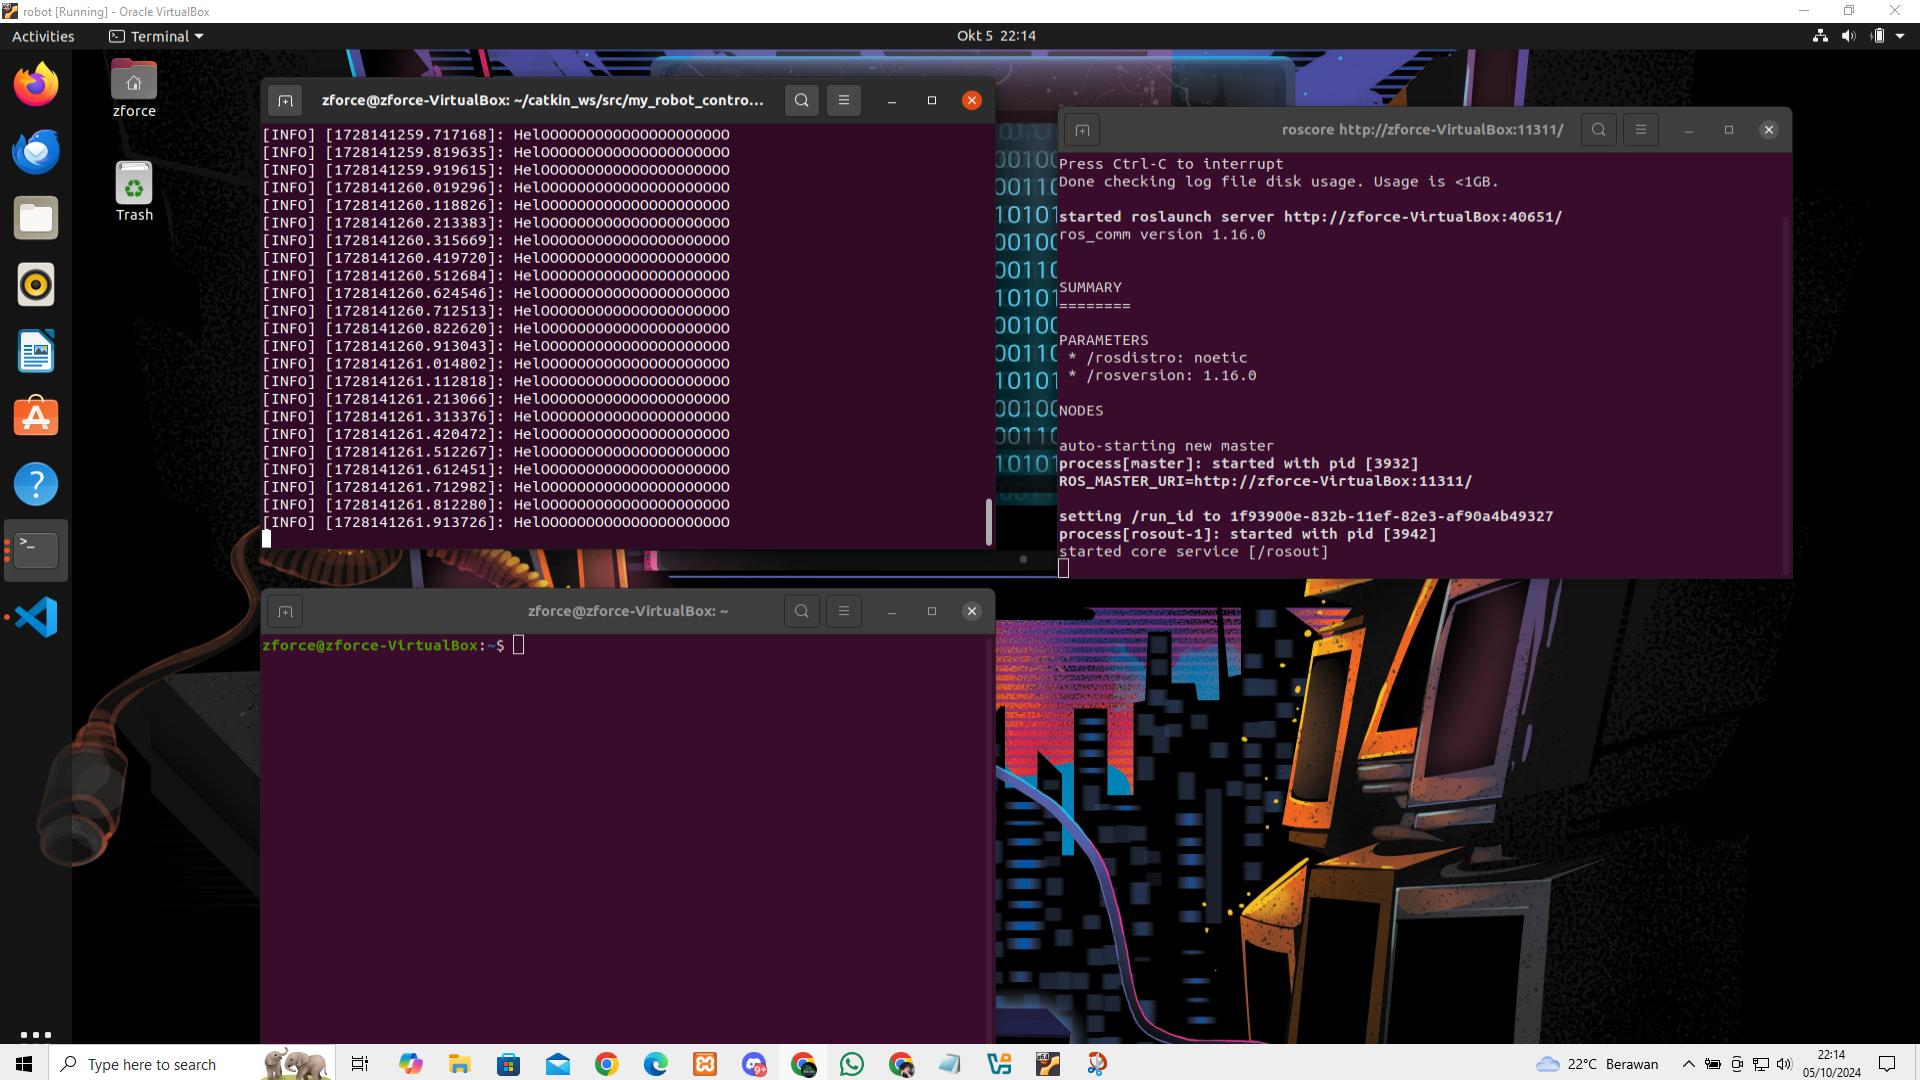 robot [Running] - Oracle VirtualBox
Activities
Terminal
Okt 5 22:14
zforce
Trash
zforce@zforce-VirtualBox: ~/catkin_ws/src/my_robot_contro...
[INFO] [1728141259.717168]: HelOOOOOOOOOOOOOOOOOOOOO
[INFO] [1728141259.819635]: HelOOOOOOOOOOOOOOOOOOOOO
[INFO] [1728141259.919615]: HelOOOOOOOOOOOOOOOOOOOOO
[INFO] [1728141260.019296]: HelOOOOOOOOOOOOOOOOOOOOO
[INFO] [1728141260.118826]: HelOOOOOOOOOOOOOOOOOOOOO
[INFO] [1728141260.213383]: HelOOOOOOOOOOOOOOOOOOOOO
[INFO] [1728141260.315669]: HelOOOOOOOOOOOOOOOOOOOOO
[INFO] [1728141260.419720]: HelOOOOOOOOOOOOOOOOOOOOO
[INFO] [1728141260.512684]: HelOOOOOOOOOOOOOOOOOOOOO
[INFO] [1728141260.624546]: HelOOOOOOOOOOOOOOOOOOOOO
[INFO] [1728141260.712513]: HelOOOOOOOOOOOOOOOOOOOOO
[INFO] [1728141260.822620]: HelOOOOOOOOOOOOOOOOOOOOO
[INFO] [1728141260.913043]: HelOOOOOOOOOOOOOOOOOOOOO
[INFO] [1728141261.014802]: HelOOOOOOOOOOOOOOOOOOOOO
[INFO] [1728141261.112818]: HelOOOOOOOOOOOOOOOOOOOOO
[INFO] [1728141261.213066]: HelOOOOOOOOOOOOOOOOOOOOO
[INFO] [1728141261.313376]: HelOOOOOOOOOOOOOOOOOOOOO
[INFO] [1728141261.420472]: HelOOOOOOOOOOOOOOOOOOOOO
[INFO] [1728141261.512267]: HelOOOOOOOOOOOOOOOOOOOOO
[INFO] [1728141261.612451]: HelOOOOOOOOOOOOOOOOOOOOO
[INFO] [1728141261.712982]: HelOOOOOOOOOOOOOOOOOOOOO
[INFO] [1728141261.812280]: HelOOOOOOOOOOOOOOOOOOOOO
[INFO] [1728141261.913726]: HelOOOOOOOOOOOOOOOOOOOOO
roscore http://zforce-VirtualBox:11311/
Press Ctrl-C to interrupt
Done checking log file disk usage. Usage is <1GB.
started roslaunch server http://zforce-VirtualBox:40651/
ros_comm version 1.16.0
SUMMARY
========
PARAMETERS
* /rosdistro: noetic
* /rosversion: 1.16.0
NODES
auto-starting new master
process[master]: started with pid [3932]
ROS_MASTER_URI=http://zforce-VirtualBox:11311/
setting /run_id to 1f93900e-832b-11ef-82e3-af90a4b49327
process[rosout-1]: started with pid [3942]
started core service [/rosout]
zforce@zforce-VirtualBox: ~
zforce@zforce-VirtualBox:~$
Type here to search
22°C Berawan
22:14
05/10/2024